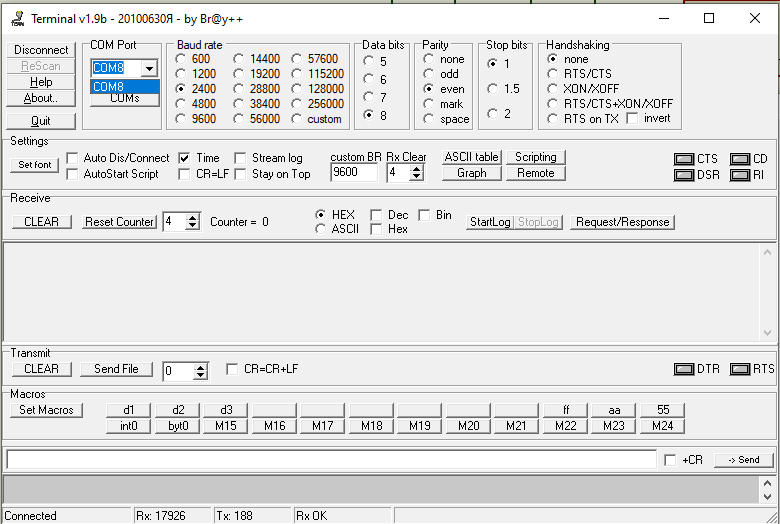 Terminal v1.9b - 20100630Я - by Br@y++
Disconnect
ReScan
Help
About..
Quit
COM Port
COM8
COM8
COMs
Baud rate
600 14400 57600
1200 19200 115200
2400 28800 128000
4800 38400 256000
9600 56000 custom
Data bits
5
6
7
8
Parity
none
odd
even
mark
space
Stop bits
1
1.5
2
Handshaking
none
RTS/CTS
XON/XOFF
RTS/CTS+XON/XOFF
RTS on TX invert
Settings
Set font
Auto Dis/Connect Time Stream log
AutoStart Script CR=LF Stay on Top
custom BR Rx Clear
9600 4
ASCII table Scripting
Graph Remote
CTS CD
DSR RI
Receive
CLEAR Reset Counter 4 Counter = 0
HEX Dec Bin
ASCII Hex
StartLog StopLog Request/Response
Transmit
CLEAR Send File 0 CR=CR+LF DTR RTS
Macros
Set Macros d1 d2 d3 ff aa 55
int0 byt0 M15 M16 M17 M18 M19 M20 M21 M22 M23 M24
+CR -> Send
Connected Rx: 17926 Tx: 188 Rx OK